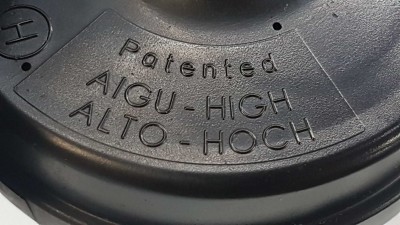 H
Patented
AIGU - HIGH
ALTO - HOCH